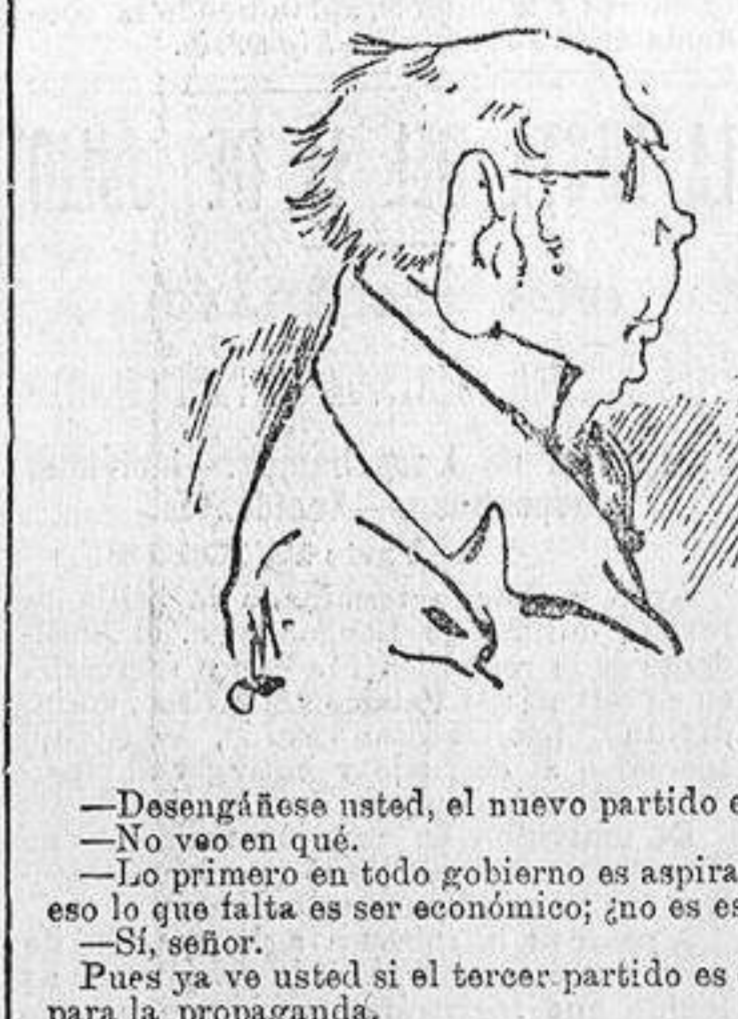 —Desengáñese usted, el nuevo partido e
—No veo en qué.
—Lo primero en todo gobierno es aspira
eso lo que falta es ser económico; ¿no es es
—Sí, señor.
Pues ya ve usted si el tercer partido es
para la propaganda.